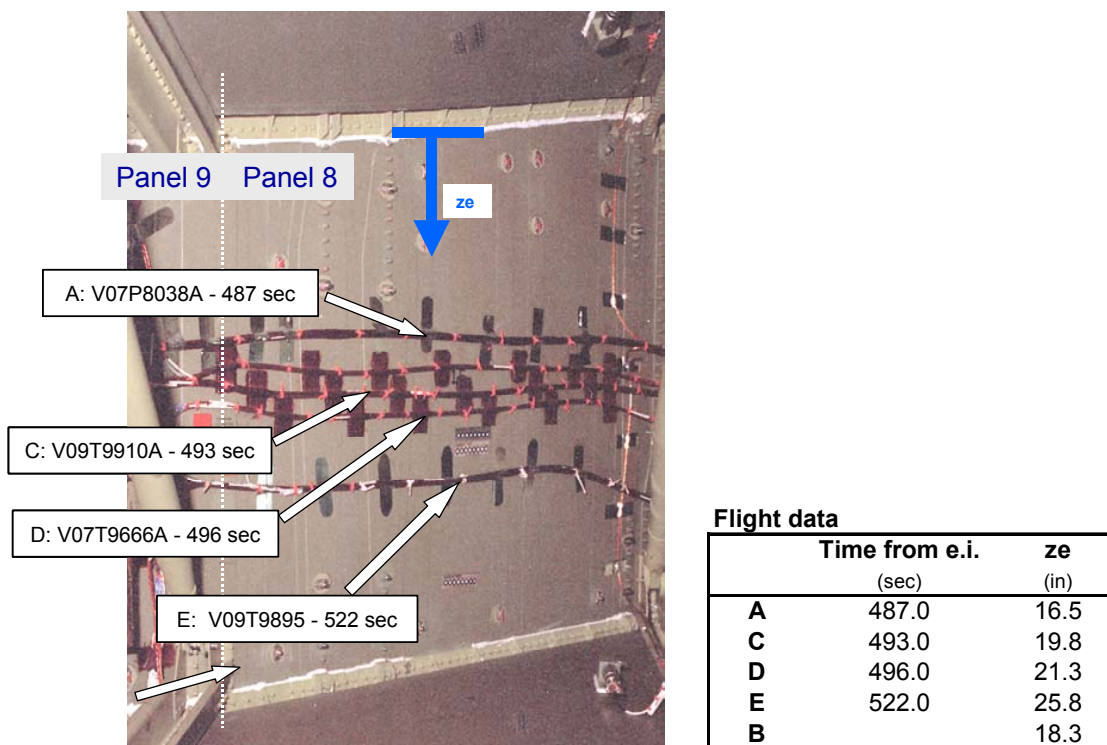 Panel 9 Panel 8
ze
A: V07P8038A - 487 sec
C: V09T9910A - 493 sec
D: V07T9666A - 496 sec
E: V09T9895 - 522 sec
Flight data
Time from e.i. ze
(sec) (in)
A 487.0 16.5
C 493.0 19.8
D 496.0 21.3
E 522.0 25.8
B 18.3